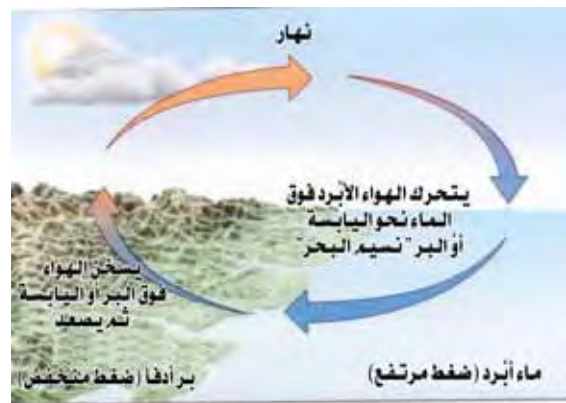 نهار
يتحرك الهواء الأبرد فوق
الماء نحو اليابسة
أو البر "نسيم البحر"
يسخن الهواء
فوق البر أو اليابسة
ثم يصعد
بر أدفأ (ضغط منخفض)
ماء أبرد (ضغط مرتفع)